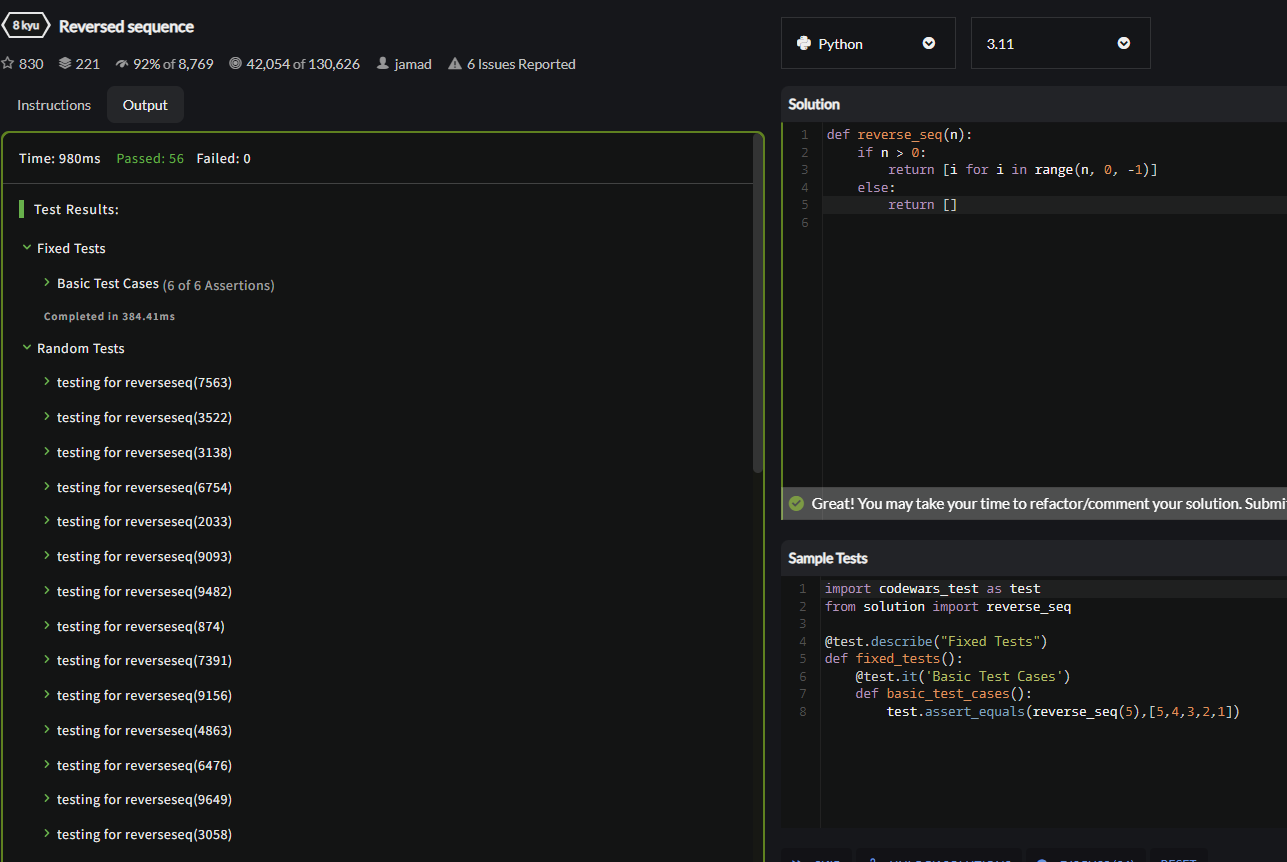 8 kyu Reversed sequence
830 221 92% of 8,769 42,054 of 130,626 jamad 6 Issues Reported
Instructions Output
Time: 980ms Passed: 56 Failed: 0
Test Results:
Fixed Tests
Basic Test Cases (6 of 6 Assertions)
Completed in 384.41ms
Random Tests
testing for reverseseq(7563)
testing for reverseseq(3522)
testing for reverseseq(3138)
testing for reverseseq(6754)
testing for reverseseq(2033)
testing for reverseseq(9093)
testing for reverseseq(9482)
testing for reverseseq(874)
testing for reverseseq(7391)
testing for reverseseq(9156)
testing for reverseseq(4863)
testing for reverseseq(6476)
testing for reverseseq(9649)
testing for reverseseq(3058)
Python 3.11
Solution
1 def reverse_seq(n):
2     if n > 0:
3         return [i for i in range(n, 0, -1)]
4     else:
5         return []
6
Great! You may take your time to refactor/comment your solution. Submi
Sample Tests
1 import codewars_test as test
2 from solution import reverse_seq
3
4 @test.describe("Fixed Tests")
5 def fixed_tests():
6     @test.it('Basic Test Cases')
7     def basic_test_cases():
8         test.assert_equals(reverse_seq(5),[5,4,3,2,1])